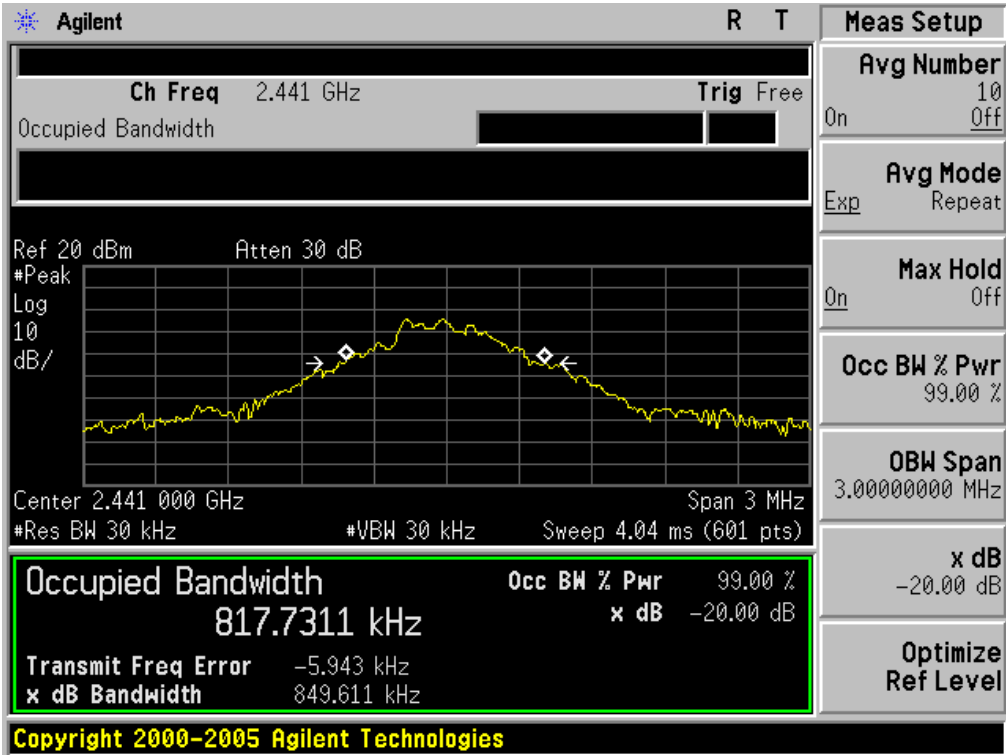 Agilent R T
Ch Freq 2.441 GHz Trig Free
Occupied Bandwidth
Ref 20 dBm Atten 30 dB
#Peak
Log
10
dB/
Center 2.441 000 GHz Span 3 MHz
#Res BW 30 kHz #VBW 30 kHz Sweep 4.04 ms (601 pts)
Occupied Bandwidth Occ BW % Pwr 99.00 %
817.7311 kHz x dB -20.00 dB
Transmit Freq Error -5.943 kHz
x dB Bandwidth 849.611 kHz
Copyright 2000-2005 Agilent Technologies
Meas Setup
Avg Number
10
On Off
Avg Mode
Exp Repeat
Max Hold
On Off
Occ BW % Pwr
99.00 %
OBW Span
3.00000000 MHz
x dB
-20.00 dB
Optimize
Ref Level